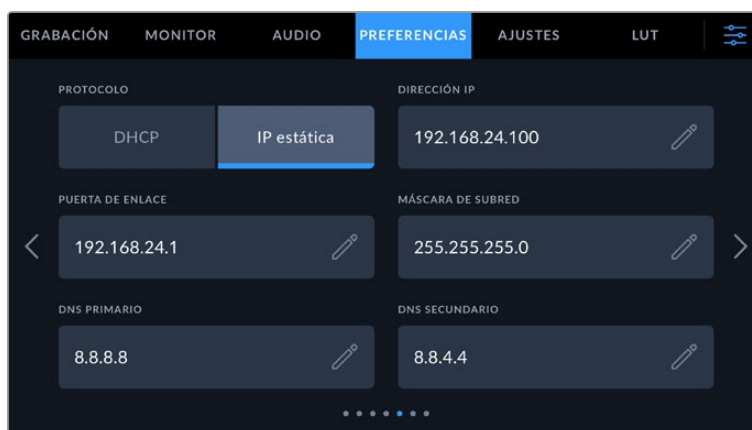 GRABACIÓN MONITOR AUDIO PREFERENCIAS AJUSTES LUT
PROTOCOLO DIRECCIÓN IP
DHCP IP estática 192.168.24.100
PUERTA DE ENLACE MÁSCARA DE SUBRED
192.168.24.1 255.255.255.0
DNS PRIMARIO DNS SECUNDARIO
8.8.8.8 8.8.4.4